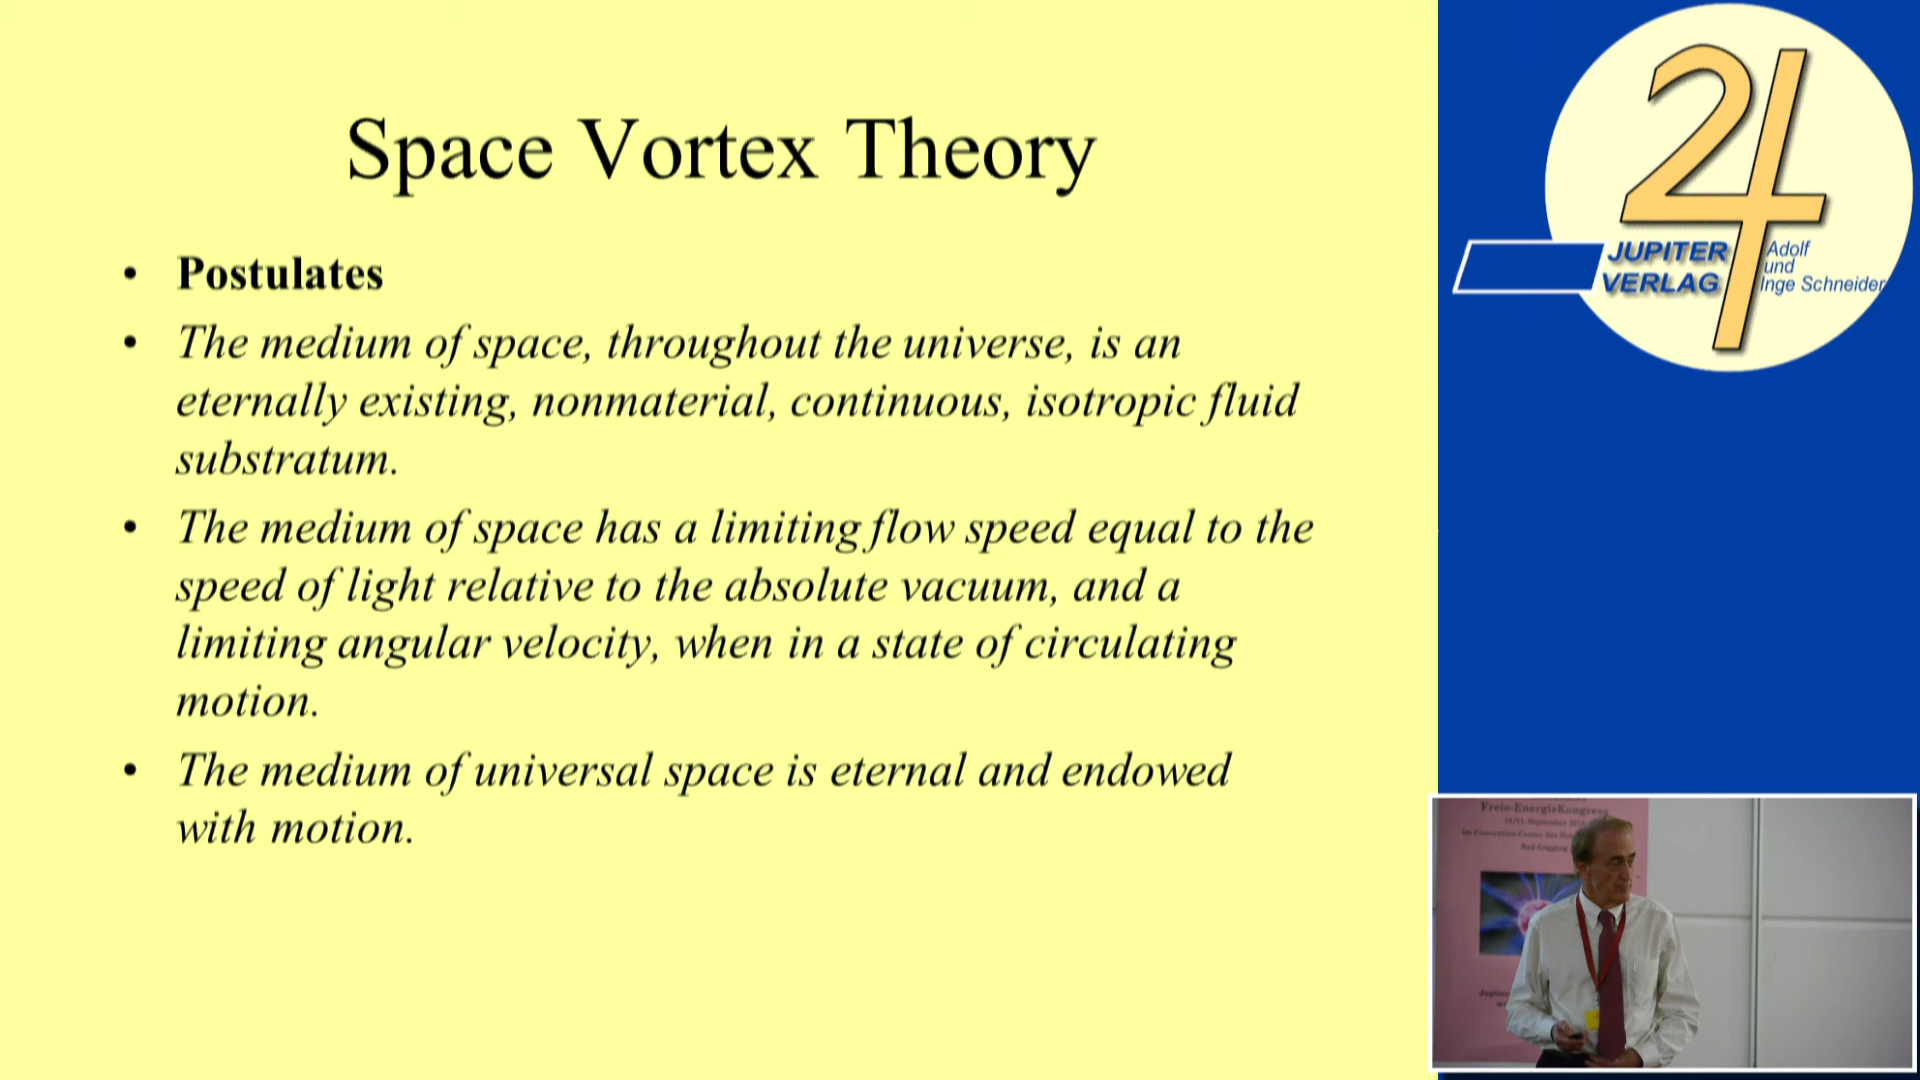 Space Vortex Theory
• Postulates
• The medium of space, throughout the universe, is an
eternally existing, nonmaterial, continuous, isotropic fluid
substratum.
• The medium of space has a limiting flow speed equal to the
speed of light relative to the absolute vacuum, and a
limiting angular velocity, when in a state of circulating
motion.
• The medium of universal space is eternal and endowed
with motion.
JUPITER
VERLAG
Adolf
und
Inge Schneider
Freie-EnergieKongress